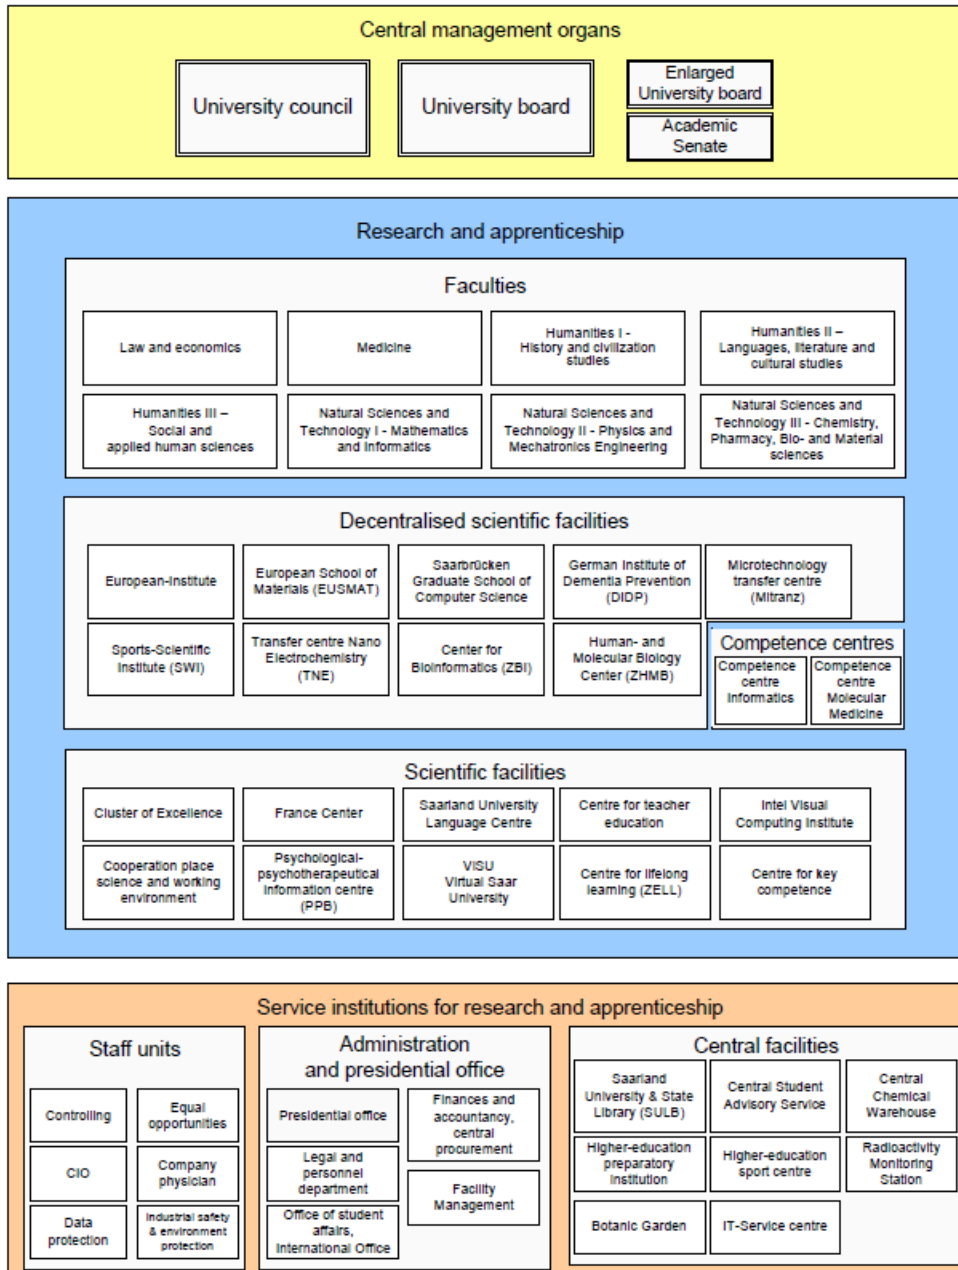 Central management organs
University council
University board
Enlarged
University board
Academic
Senate
Research and apprenticeship
Faculties
Law and economics
Medicine
Humanities I -
History and civilization
studies
Humanities II –
Languages, literature and
cultural studies
Humanities III –
Social and
applied human sciences
Natural Sciences and
Technology I - Mathematics
and Informatics
Natural Sciences and
Technology II - Physics and
Mechatronics Engineering
Natural Sciences and
Technology III - Chemistry,
Pharmacy, Bio- and Material
sciences
Decentralised scientific facilities
European-Institute
European School of
Materials (EUSMAT)
Saarbrücken
Graduate School of
Computer Science
German Institute of
Dementia Prevention
(DIDP)
Microtechnology
transfer centre
(Mitranz)
Sports-Scientific
Institute (SWI)
Transfer centre Nano
Electrochemistry
(TNE)
Center for
Bioinformatics (ZBI)
Human- and
Molecular Biology
Center (ZHMB)
Competence centres
Competence
centre
Informatics
Competence
centre
Molecular
Medicine
Scientific facilities
Cluster of Excellence
France Center
Saarland University
Language Centre
Centre for teacher
education
Intel Visual
Computing Institute
Cooperation place
science and working
environment
Psychological-
psychotherapeutical
Information centre
(PPB)
VISU
Virtual Saar
University
Centre for lifelong
learning (ZELL)
Centre for key
competence
Service institutions for research and apprenticeship
Staff units
Controlling
Equal
opportunities
CIO
Company
physician
Data
protection
Industrial safety
& environment
protection
Administration
and presidential office
Presidential office
Finances and
accountancy,
central
procurement
Legal and
personnel
department
Facility
Management
Office of student
affairs,
International Office
Central facilities
Saarland
University & State
Library (SULB)
Central Student
Advisory Service
Central
Chemical
Warehouse
Higher-education
preparatory
institution
Higher-education
sport centre
Radioactivity
Monitoring
Station
Botanic Garden
IT-Service centre